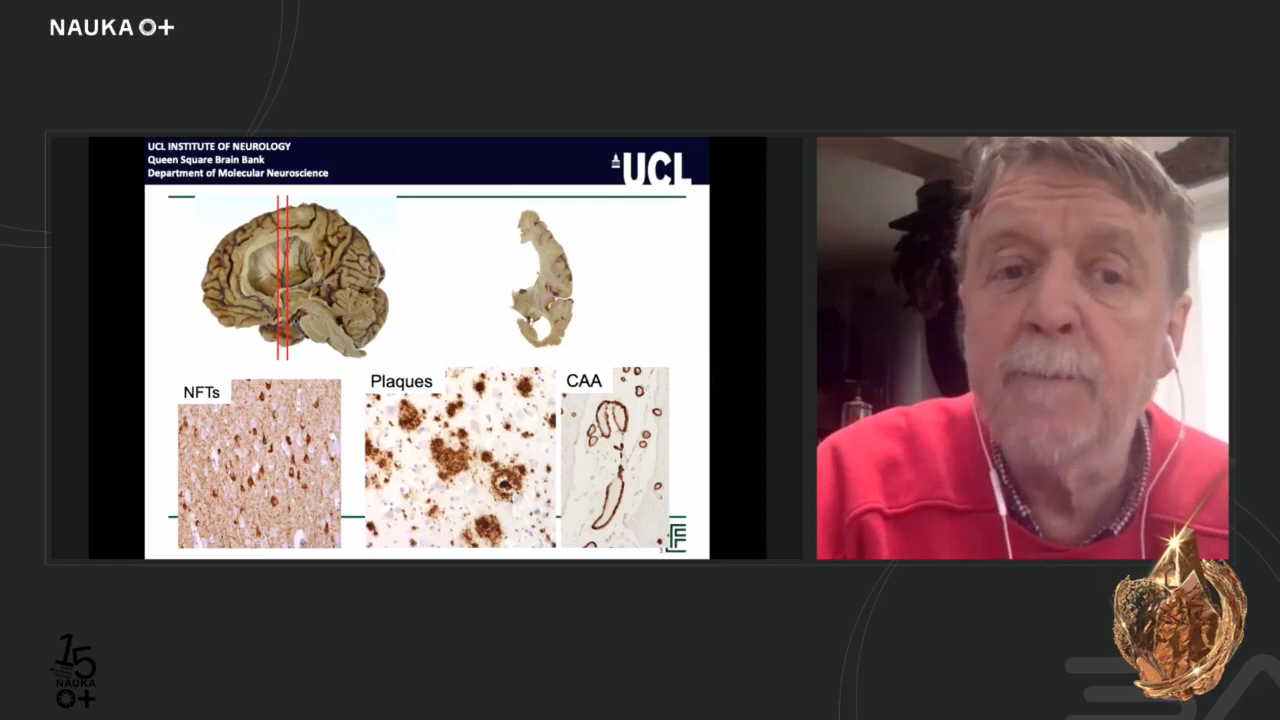 NAUKA 0+
UCL INSTITUTE OF NEUROLOGY
Queen Square Brain Bank
Department of Molecular Neuroscience
UCL
NFTs
Plaques
CAA
15
NAUKA
0+